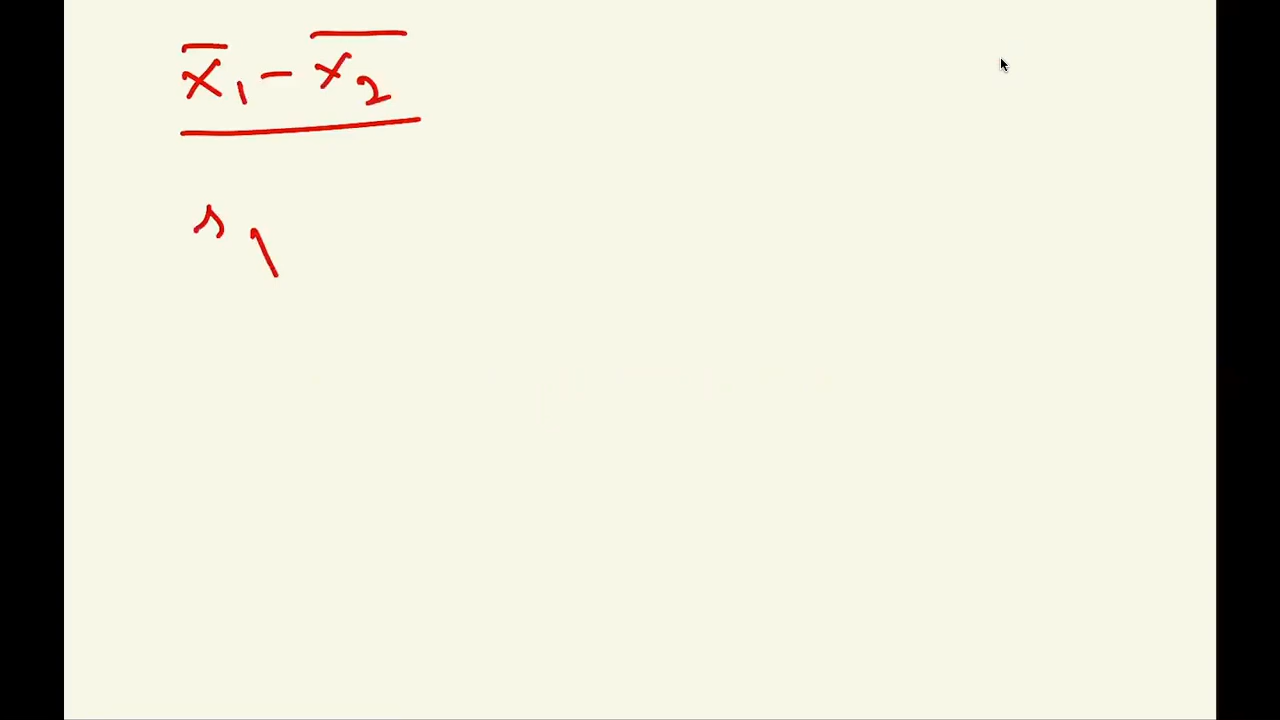 x̄₁ - x̄₂
s \